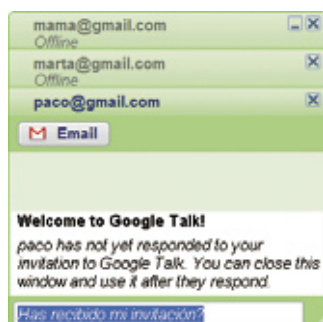 mama@gmail.com
Offline
marta@gmail.com
Offline
paco@gmail.com
Email
Welcome to Google Talk!
paco has not yet responded to your
invitation to Google Talk. You can close this
window and use it after they respond.
Has recibido mi invitación?